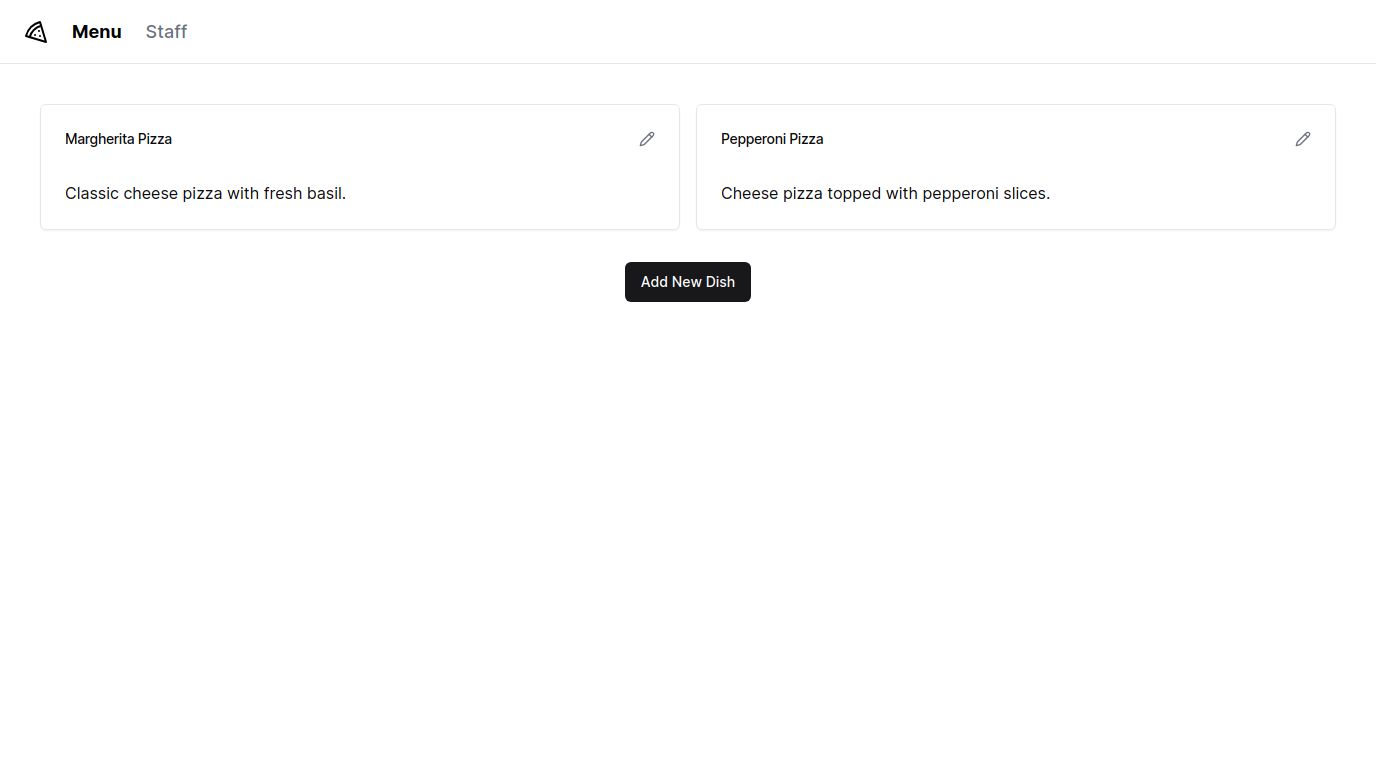 Menu Staff
Margherita Pizza
Classic cheese pizza with fresh basil.
Pepperoni Pizza
Cheese pizza topped with pepperoni slices.
Add New Dish